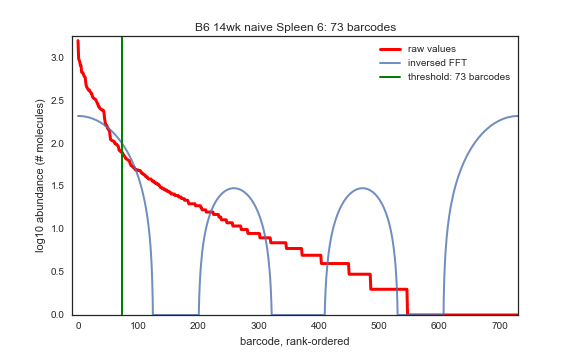 B6 14wk naive Spleen 6: 73 barcodes
raw values
inversed FFT
threshold: 73 barcodes
log10 abundance (# molecules)
3.0
2.5
2.0
1.5
1.0
0.5
0.0
0 100 200 300 400 500 600 700
barcode, rank-ordered